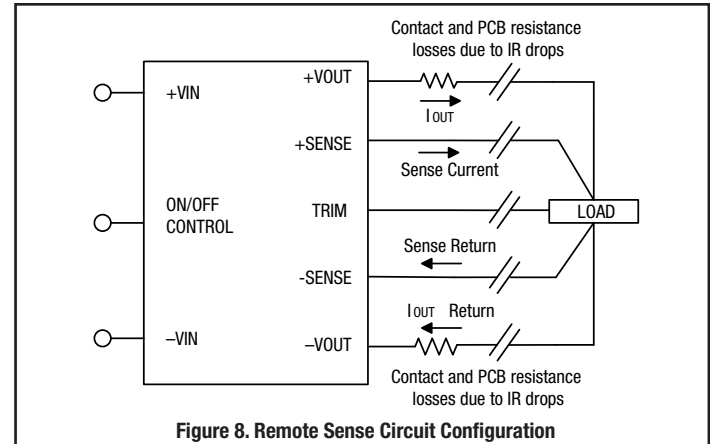 Contact and PCB resistance
losses due to IR drops
+VOUT
+VIN
IOUT
+SENSE
Sense Current
ON/OFF
CONTROL
TRIM
LOAD
Sense Return
-SENSE
IOUT Return
–VIN
–VOUT
Contact and PCB resistance
losses due to IR drops
Figure 8. Remote Sense Circuit Configuration